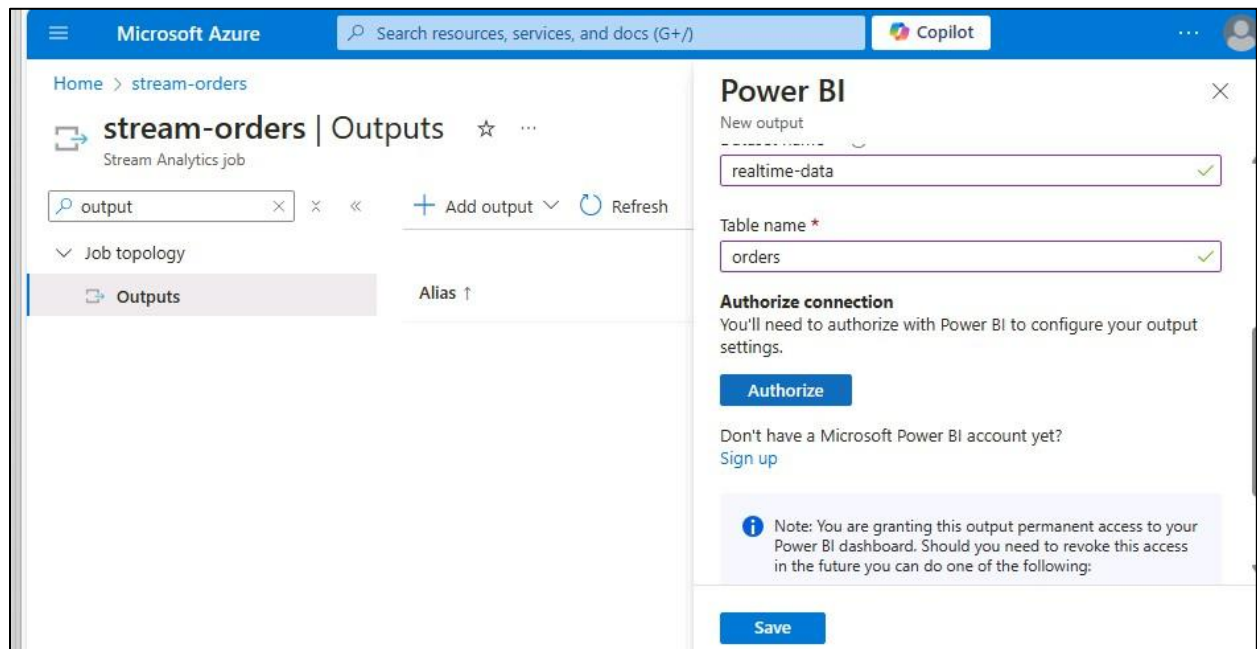 Microsoft Azure
Search resources, services, and docs (G+/)
Copilot
...
Home > stream-orders
stream-orders | Outputs
...
Stream Analytics job
output
Add output
Refresh
Job topology
Outputs
Alias ↑
Power BI
New output
Dataset name
realtime-data
Table name *
orders
Authorize connection
You'll need to authorize with Power BI to configure your output
settings.
Authorize
Don't have a Microsoft Power BI account yet?
Sign up
Note: You are granting this output permanent access to your
Power BI dashboard. Should you need to revoke this access
in the future you can do one of the following:
Save